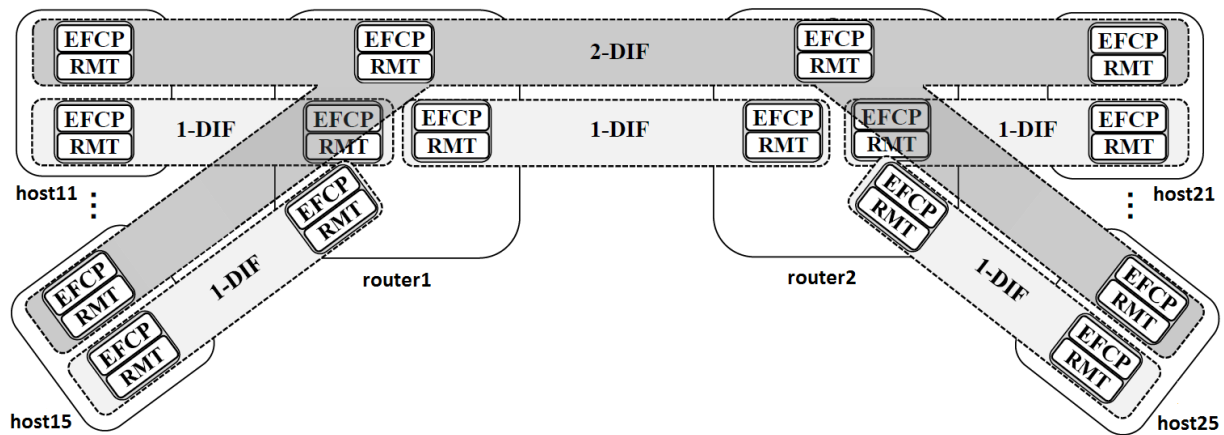 EFCP
RMT
EFCP
RMT
2-DIF
EFCP
RMT
EFCP
RMT
EFCP
RMT
1-DIF
EFCP
RMT
EFCP
RMT
1-DIF
EFCP
RMT
EFCP
RMT
1-DIF
EFCP
RMT
host11
⋮
EFCP
RMT
EFCP
RMT
⋮
host21
router1
router2
EFCP
RMT
1-DIF
1-DIF
EFCP
RMT
EFCP
RMT
EFCP
RMT
host15
host25